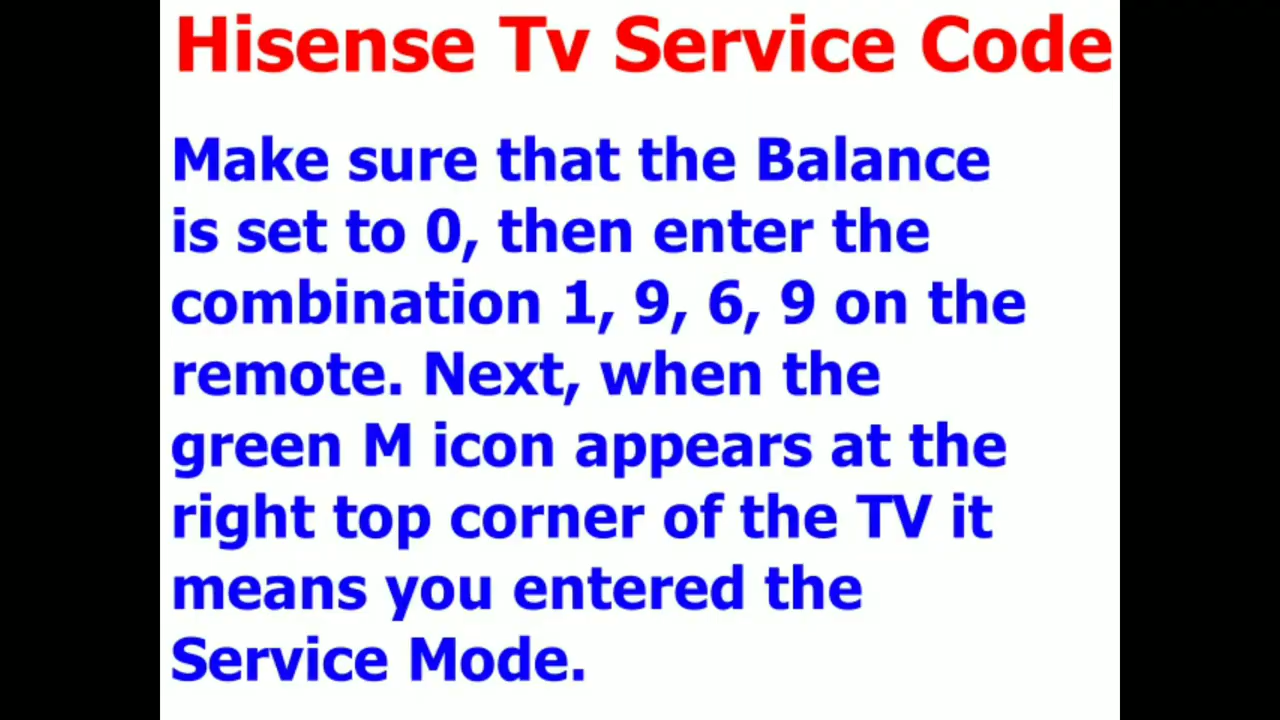 Hisense Tv Service Code
Make sure that the Balance
is set to 0, then enter the
combination 1, 9, 6, 9 on the
remote. Next, when the
green M icon appears at the
right top corner of the TV it
means you entered the
Service Mode.